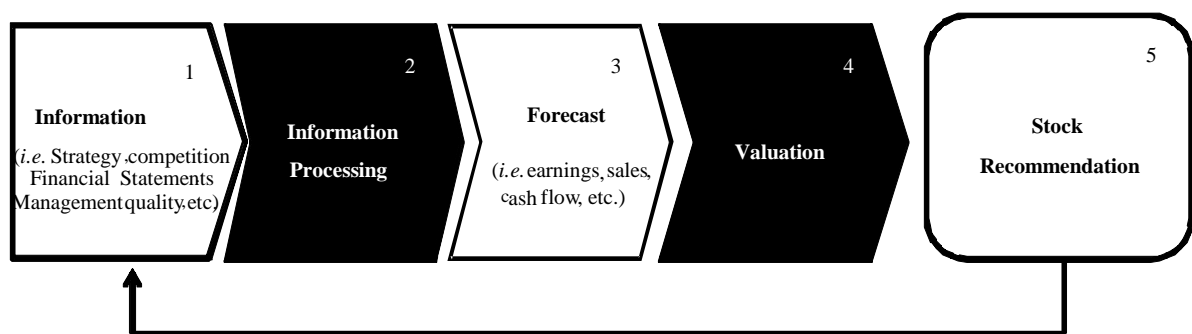 1
Information
(i.e. Strategy,competition
Financial Statements
Management quality,etc)
2
Information
Processing
3
Forecast
(i.e. earnings, sales,
cash flow, etc.)
4
Valuation
5
Stock
Recommendation